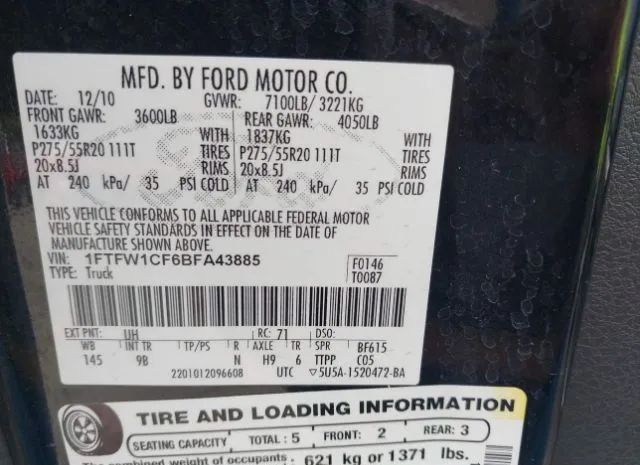 MFD. BY FORD MOTOR CO.
DATE: 12/10 GVWR: 7100LB/ 3221KG
FRONT GAWR: 3600LB REAR GAWR: 4050LB
1633KG WITH 1837KG WITH
P275/55R20 111T TIRES P275/55R20 111T TIRES
20x8.5J RIMS 20x8.5J RIMS
AT 240 kPa/ 35 PSI COLD AT 240 kPa/ 35 PSI COLD
THIS VEHICLE CONFORMS TO ALL APPLICABLE FEDERAL MOTOR
VEHICLE SAFETY STANDARDS IN EFFECT ON THE DATE OF
MANUFACTURE SHOWN ABOVE.
VIN: 1FTFW1CF6BFA43885 F0146
TYPE: Truck T0087
EXT PNT: UH RC: 71 DSO:
WB INT TR TP/PS R AXLE TR SPR BF615
145 9B N H9 6 TTPP C05
2201012096608 UTC ▽5U5A-1520472-BA
TIRE AND LOADING INFORMATION
SEATING CAPACITY TOTAL: 5 FRONT: 2 REAR: 3
The combined weight of occupants 621 kg or 1371 lbs.